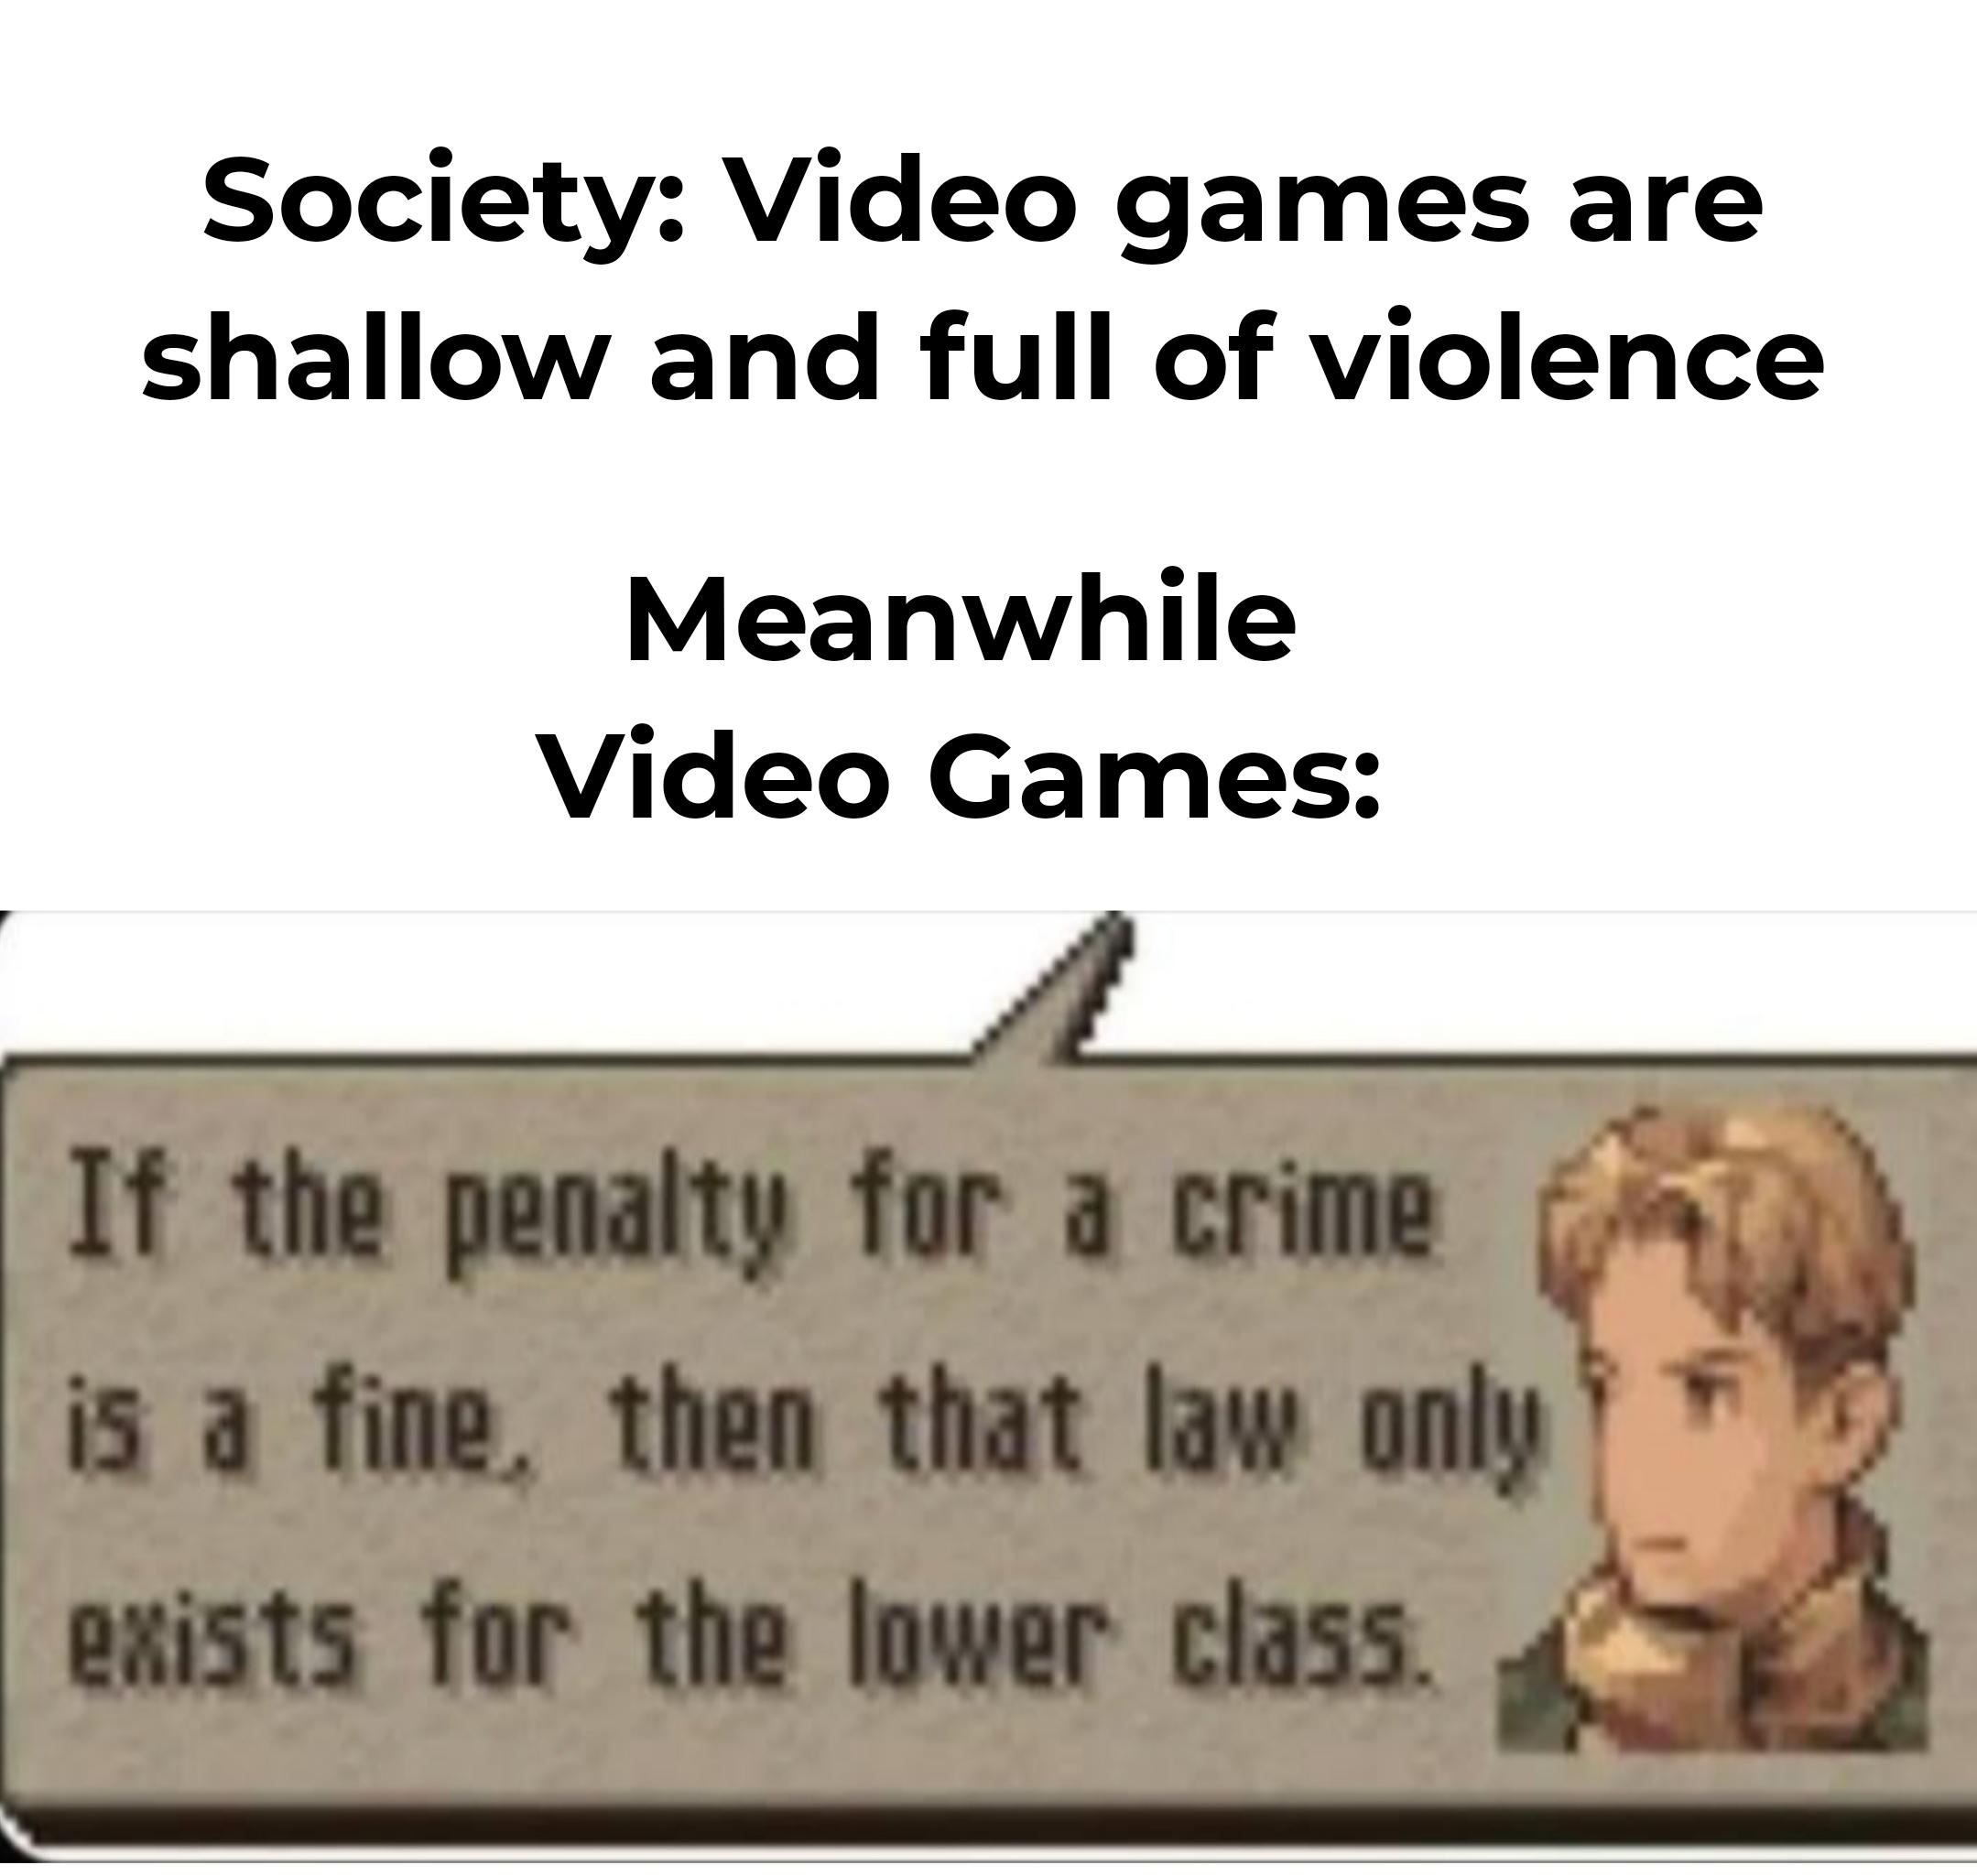 Society: Video games are
shallow and full of violence
Meanwhile
Video Games:
If the penalty for a crime
is a fine, then that law only
exists for the lower class.